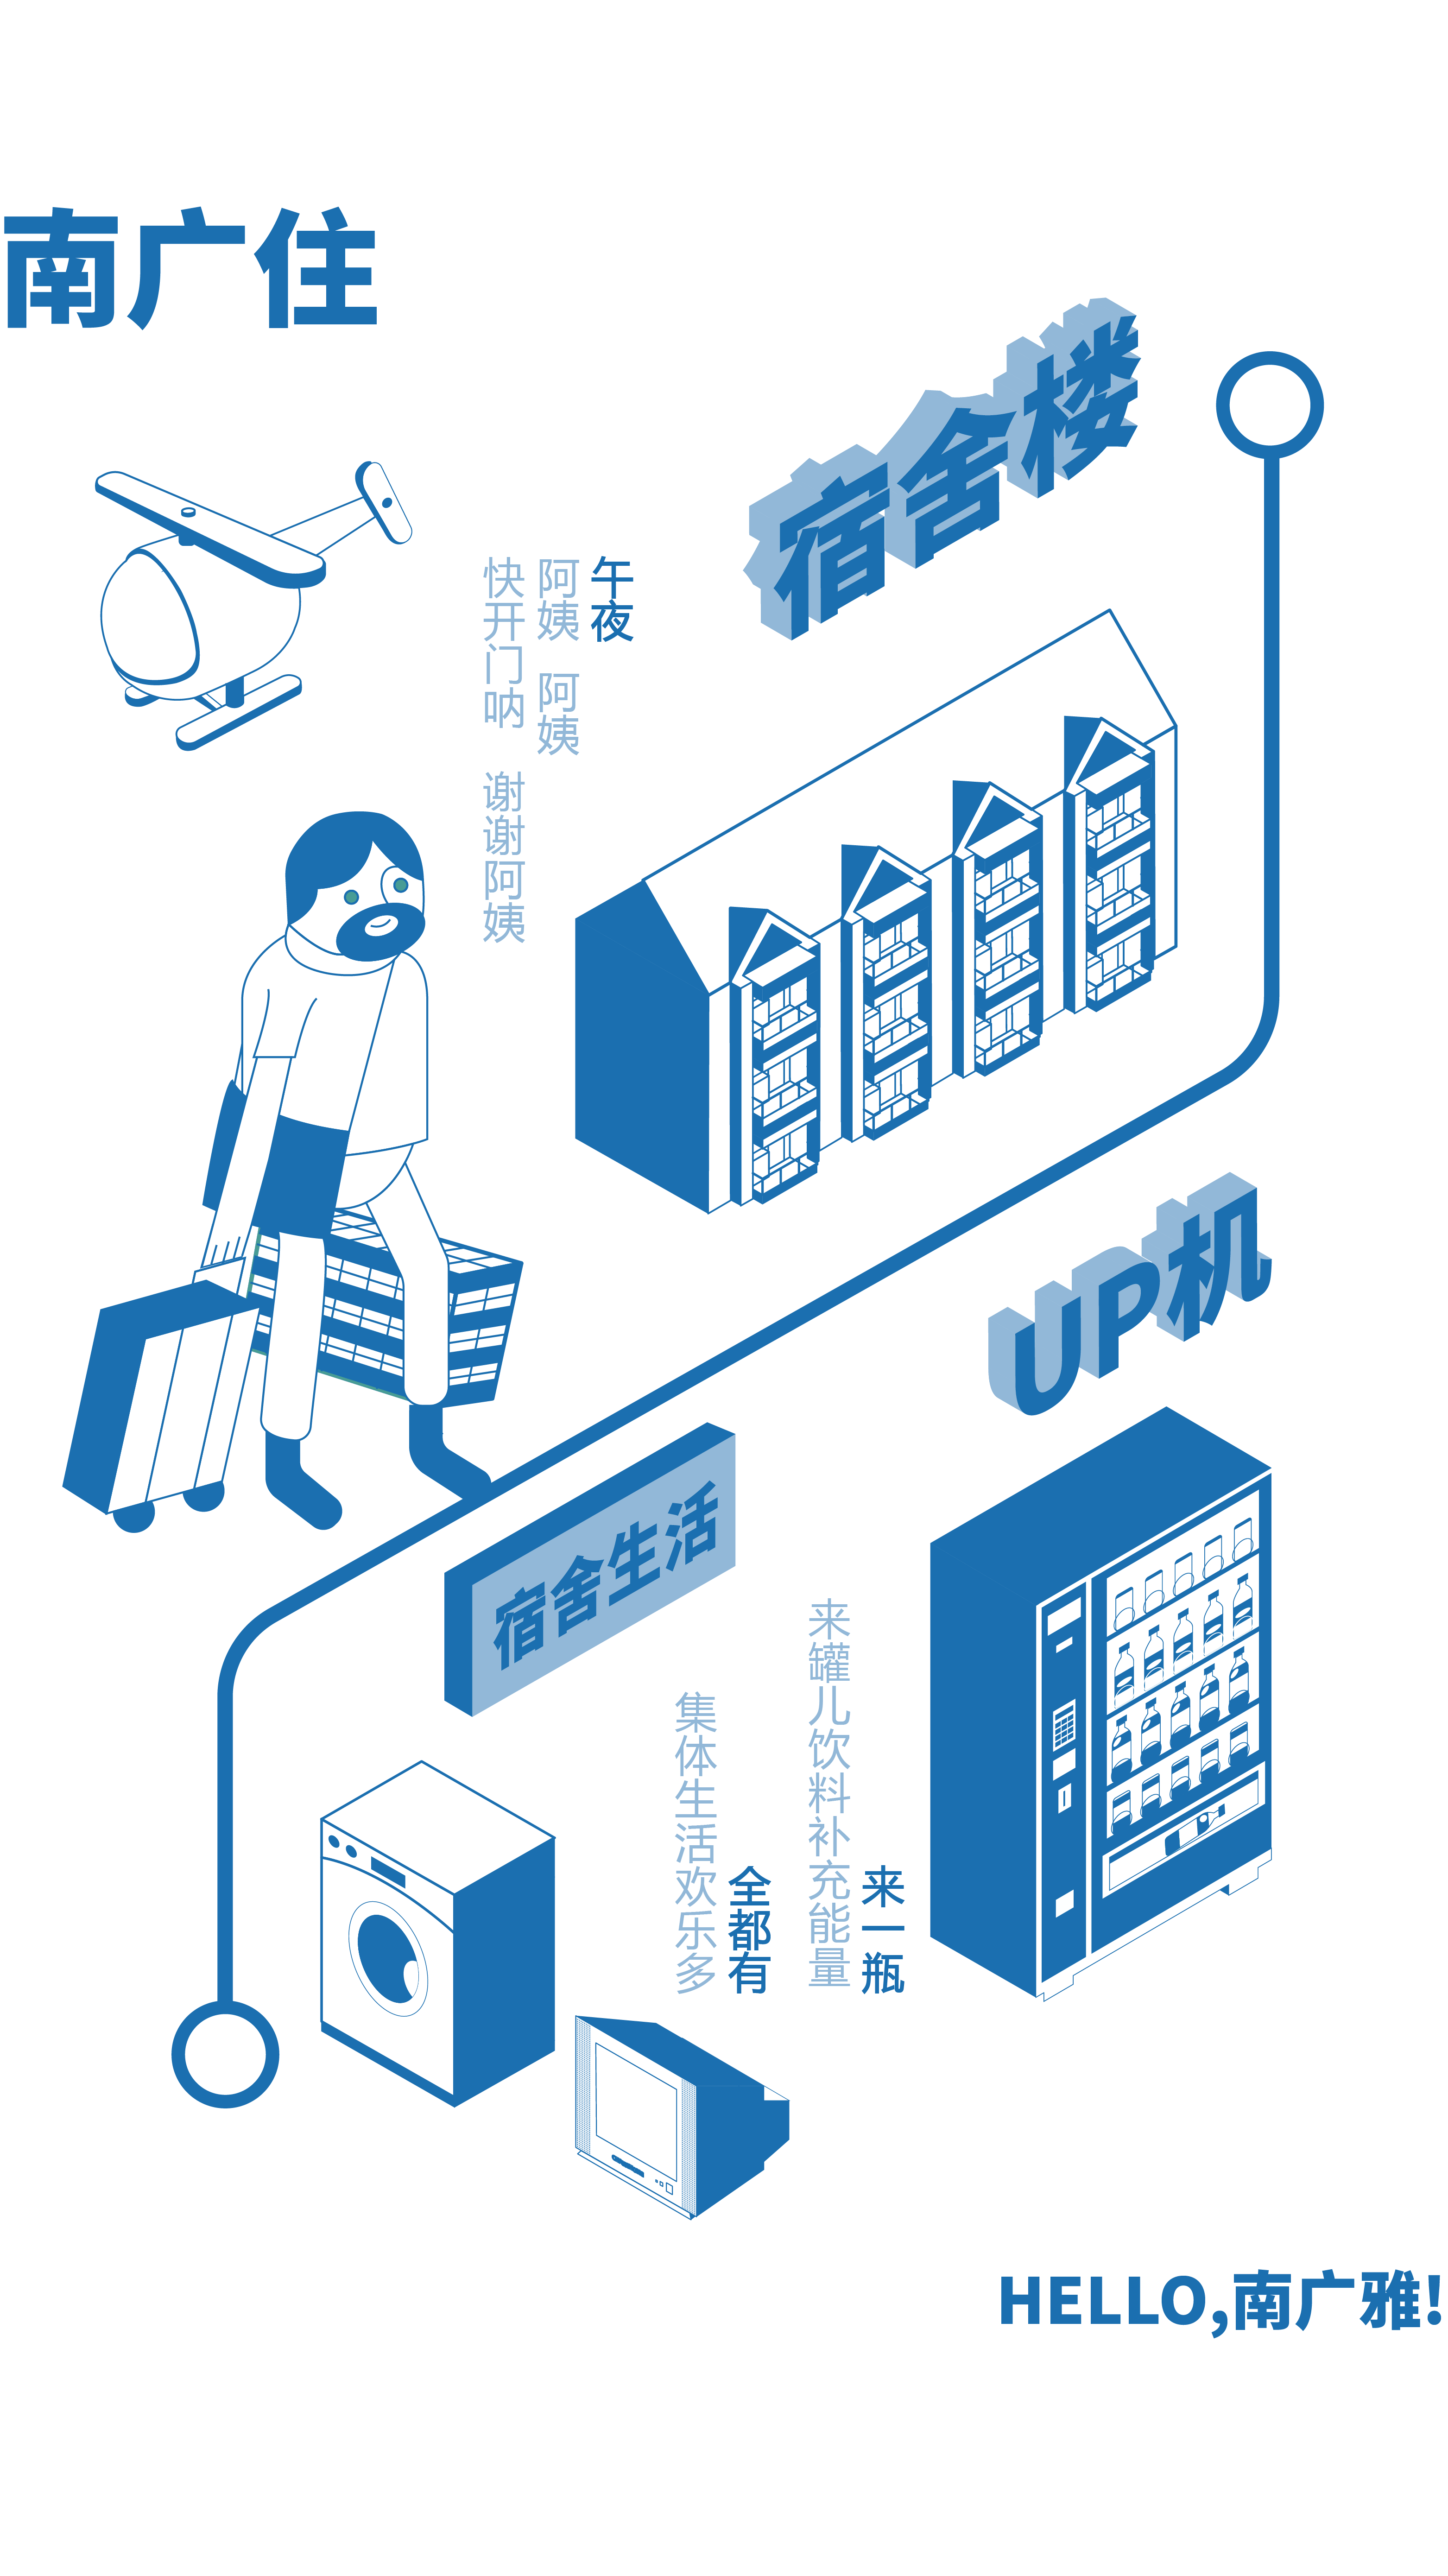 南广住
宿舍楼
午夜
阿姨 阿姨
快开门呐 谢谢阿姨
UP机
宿舍生活
来一瓶
来罐儿饮料补充能量
全都有
集体生活欢乐多
HELLO,南广雅!